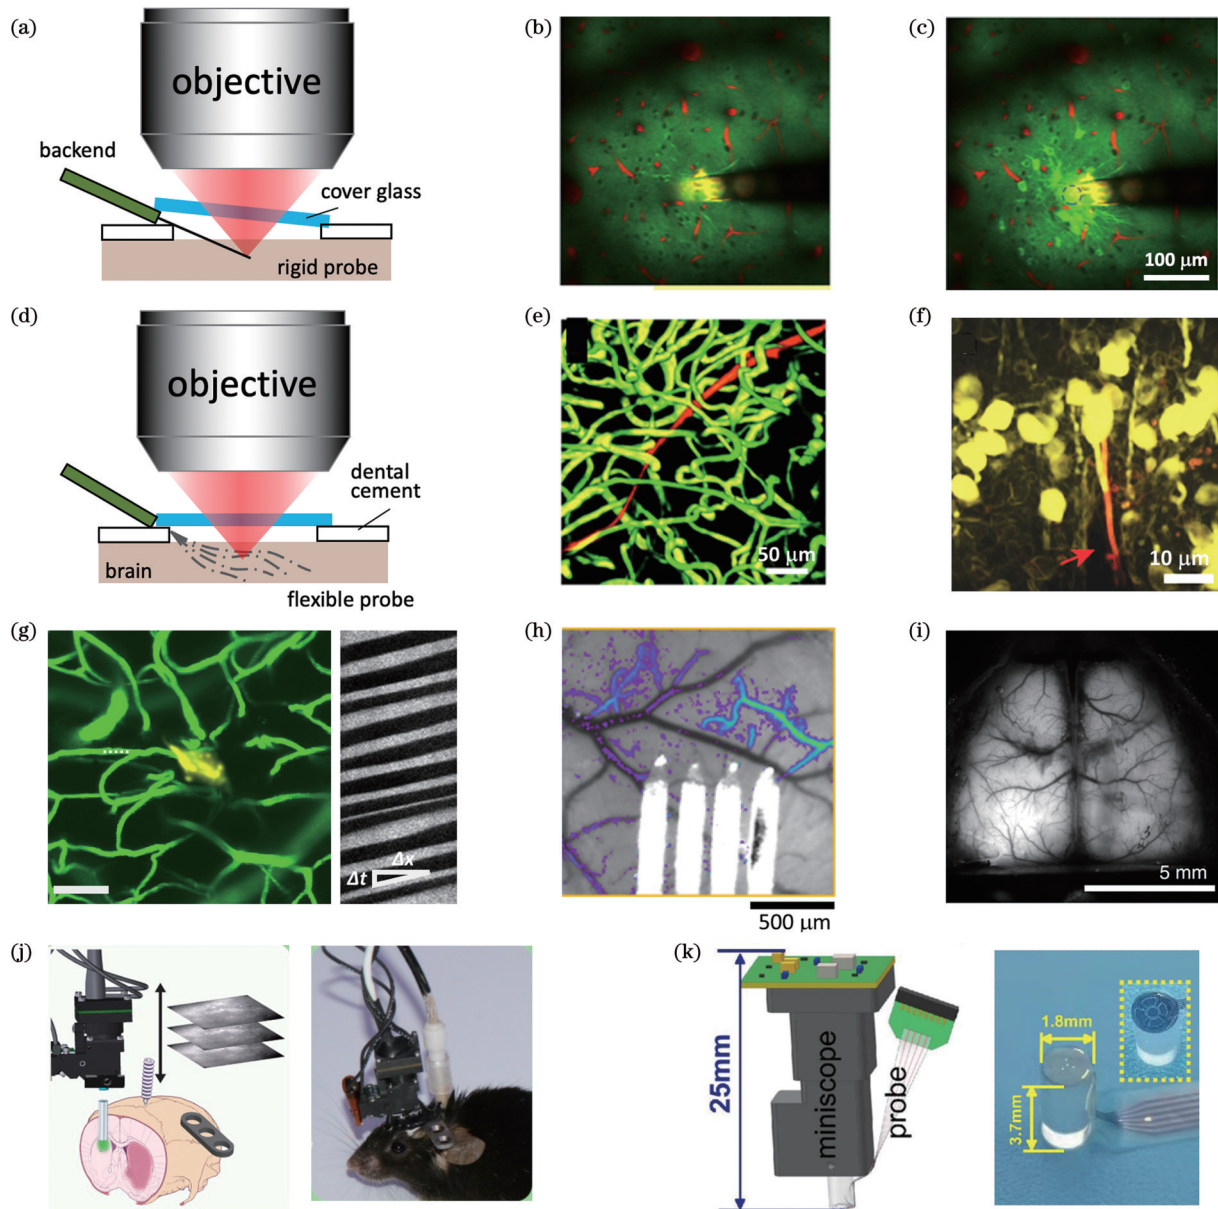 (a)
objective
backend
cover glass
rigid probe
(b)
(c)
100 μm
(d)
objective
dental
cement
brain
flexible probe
(e)
50 μm
(f)
10 μm
(g)
Δx
Δt
(h)
500 μm
(i)
5 mm
(j)
(k)
25mm
miniscope
probe
1.8mm
3.7mm